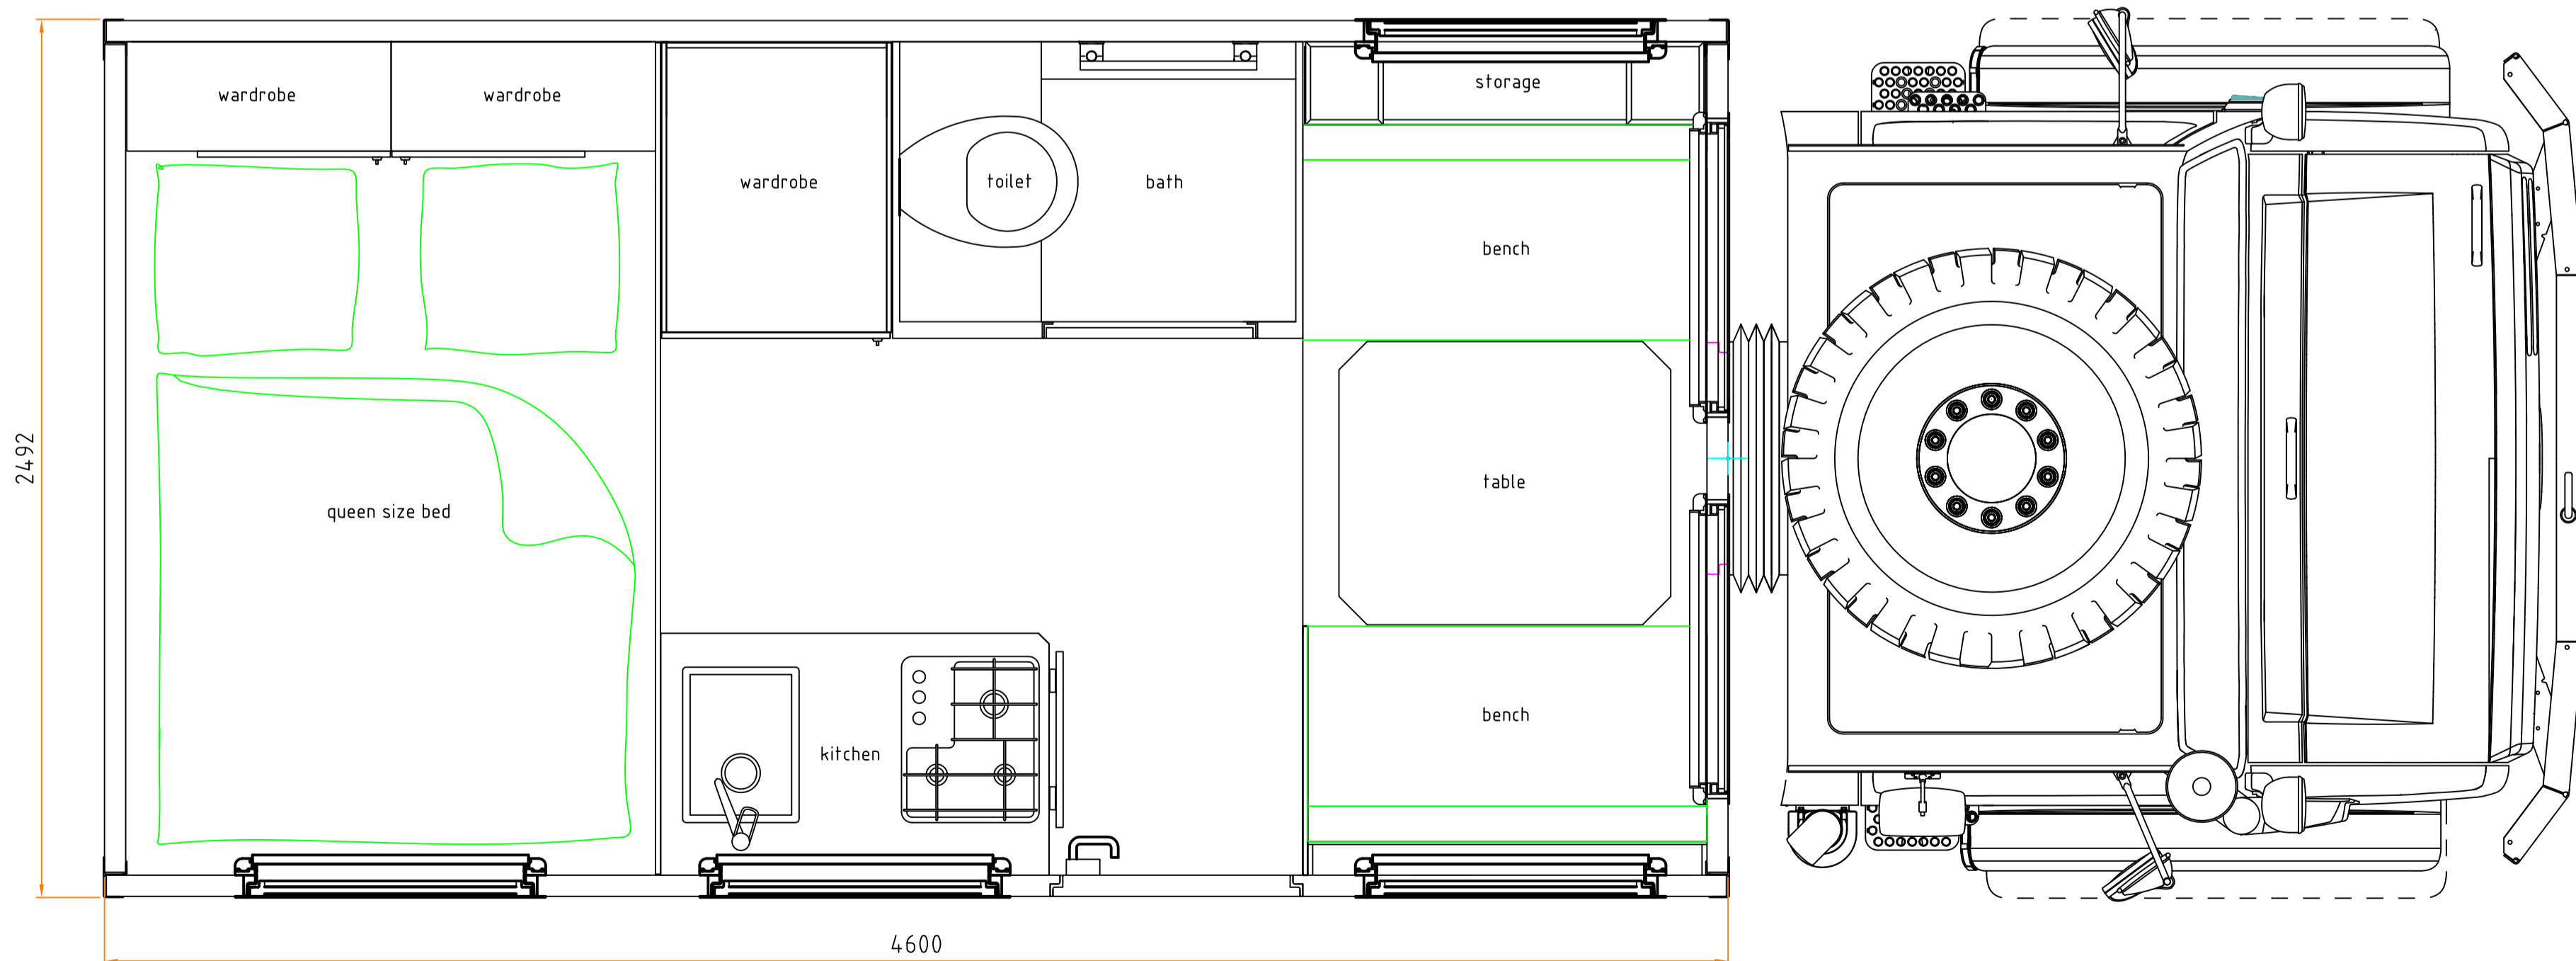 wardrobe
wardrobe
storage
wardrobe
toilet
bath
bench
2492
queen size bed
table
bench
kitchen
4600